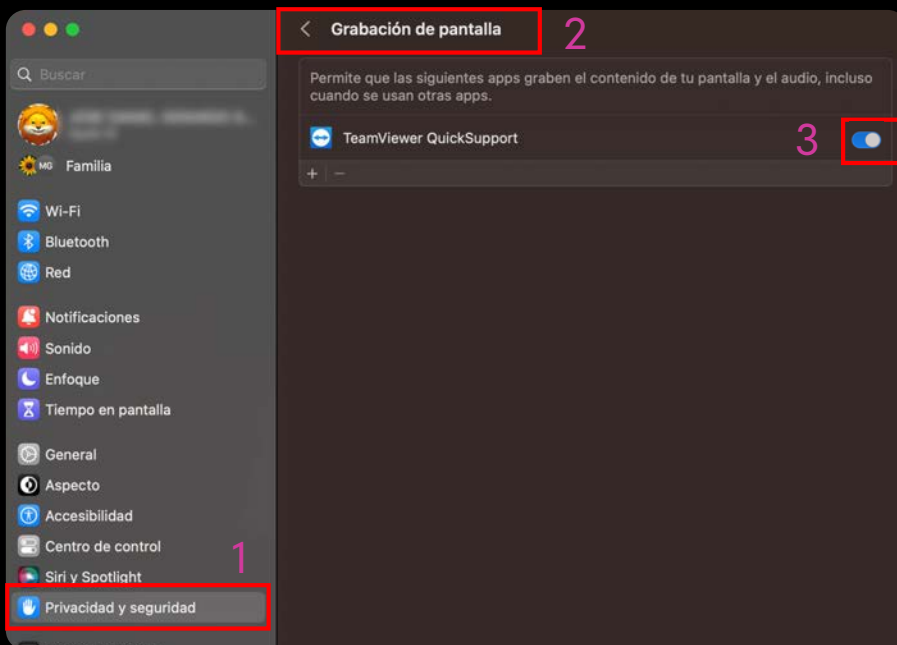 Grabación de pantalla
2
Buscar
Permite que las siguientes apps graben el contenido de tu pantalla y el audio, incluso
cuando se usan otras apps.
TeamViewer QuickSupport
3
MG Familia
+ −
Wi-Fi
Bluetooth
Red
Notificaciones
Sonido
Enfoque
Tiempo en pantalla
General
Aspecto
Accesibilidad
Centro de control
1
Siri y Spotlight
Privacidad y seguridad